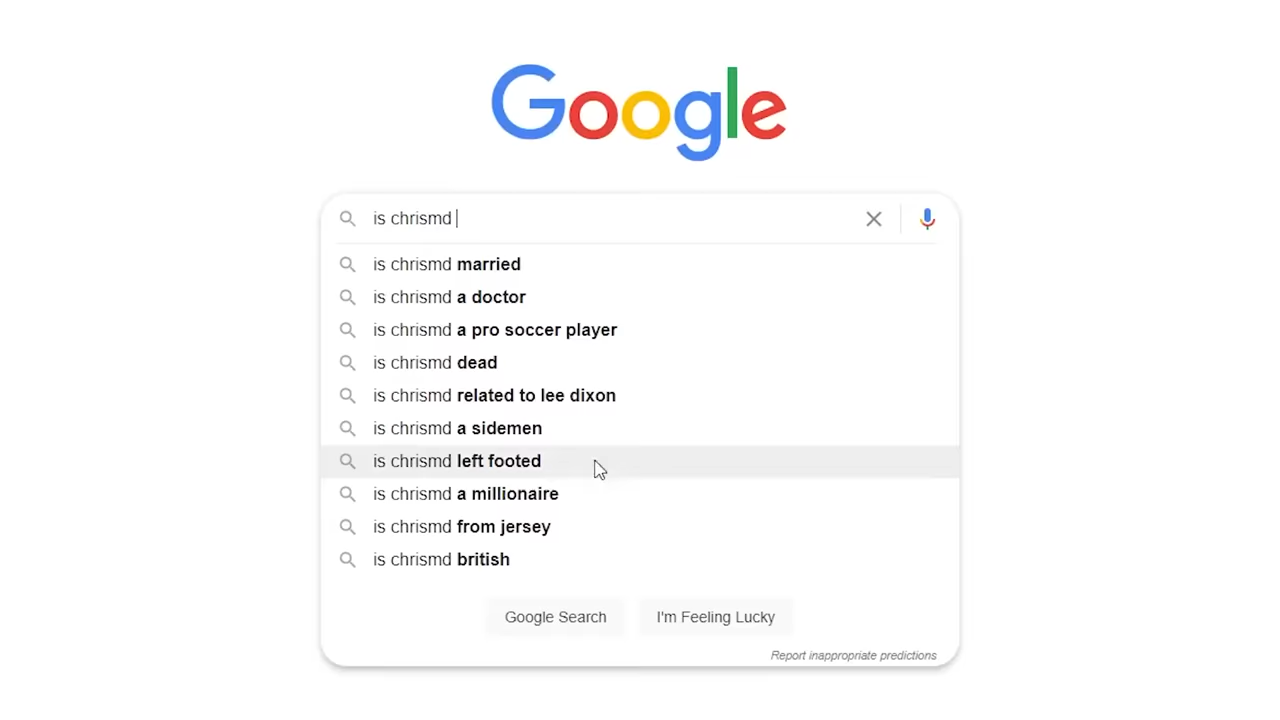 Google
is chrismd
is chrismd married
is chrismd a doctor
is chrismd a pro soccer player
is chrismd dead
is chrismd related to lee dixon
is chrismd a sidemen
is chrismd left footed
is chrismd a millionaire
is chrismd from jersey
is chrismd british
Google Search I'm Feeling Lucky
Report inappropriate predictions